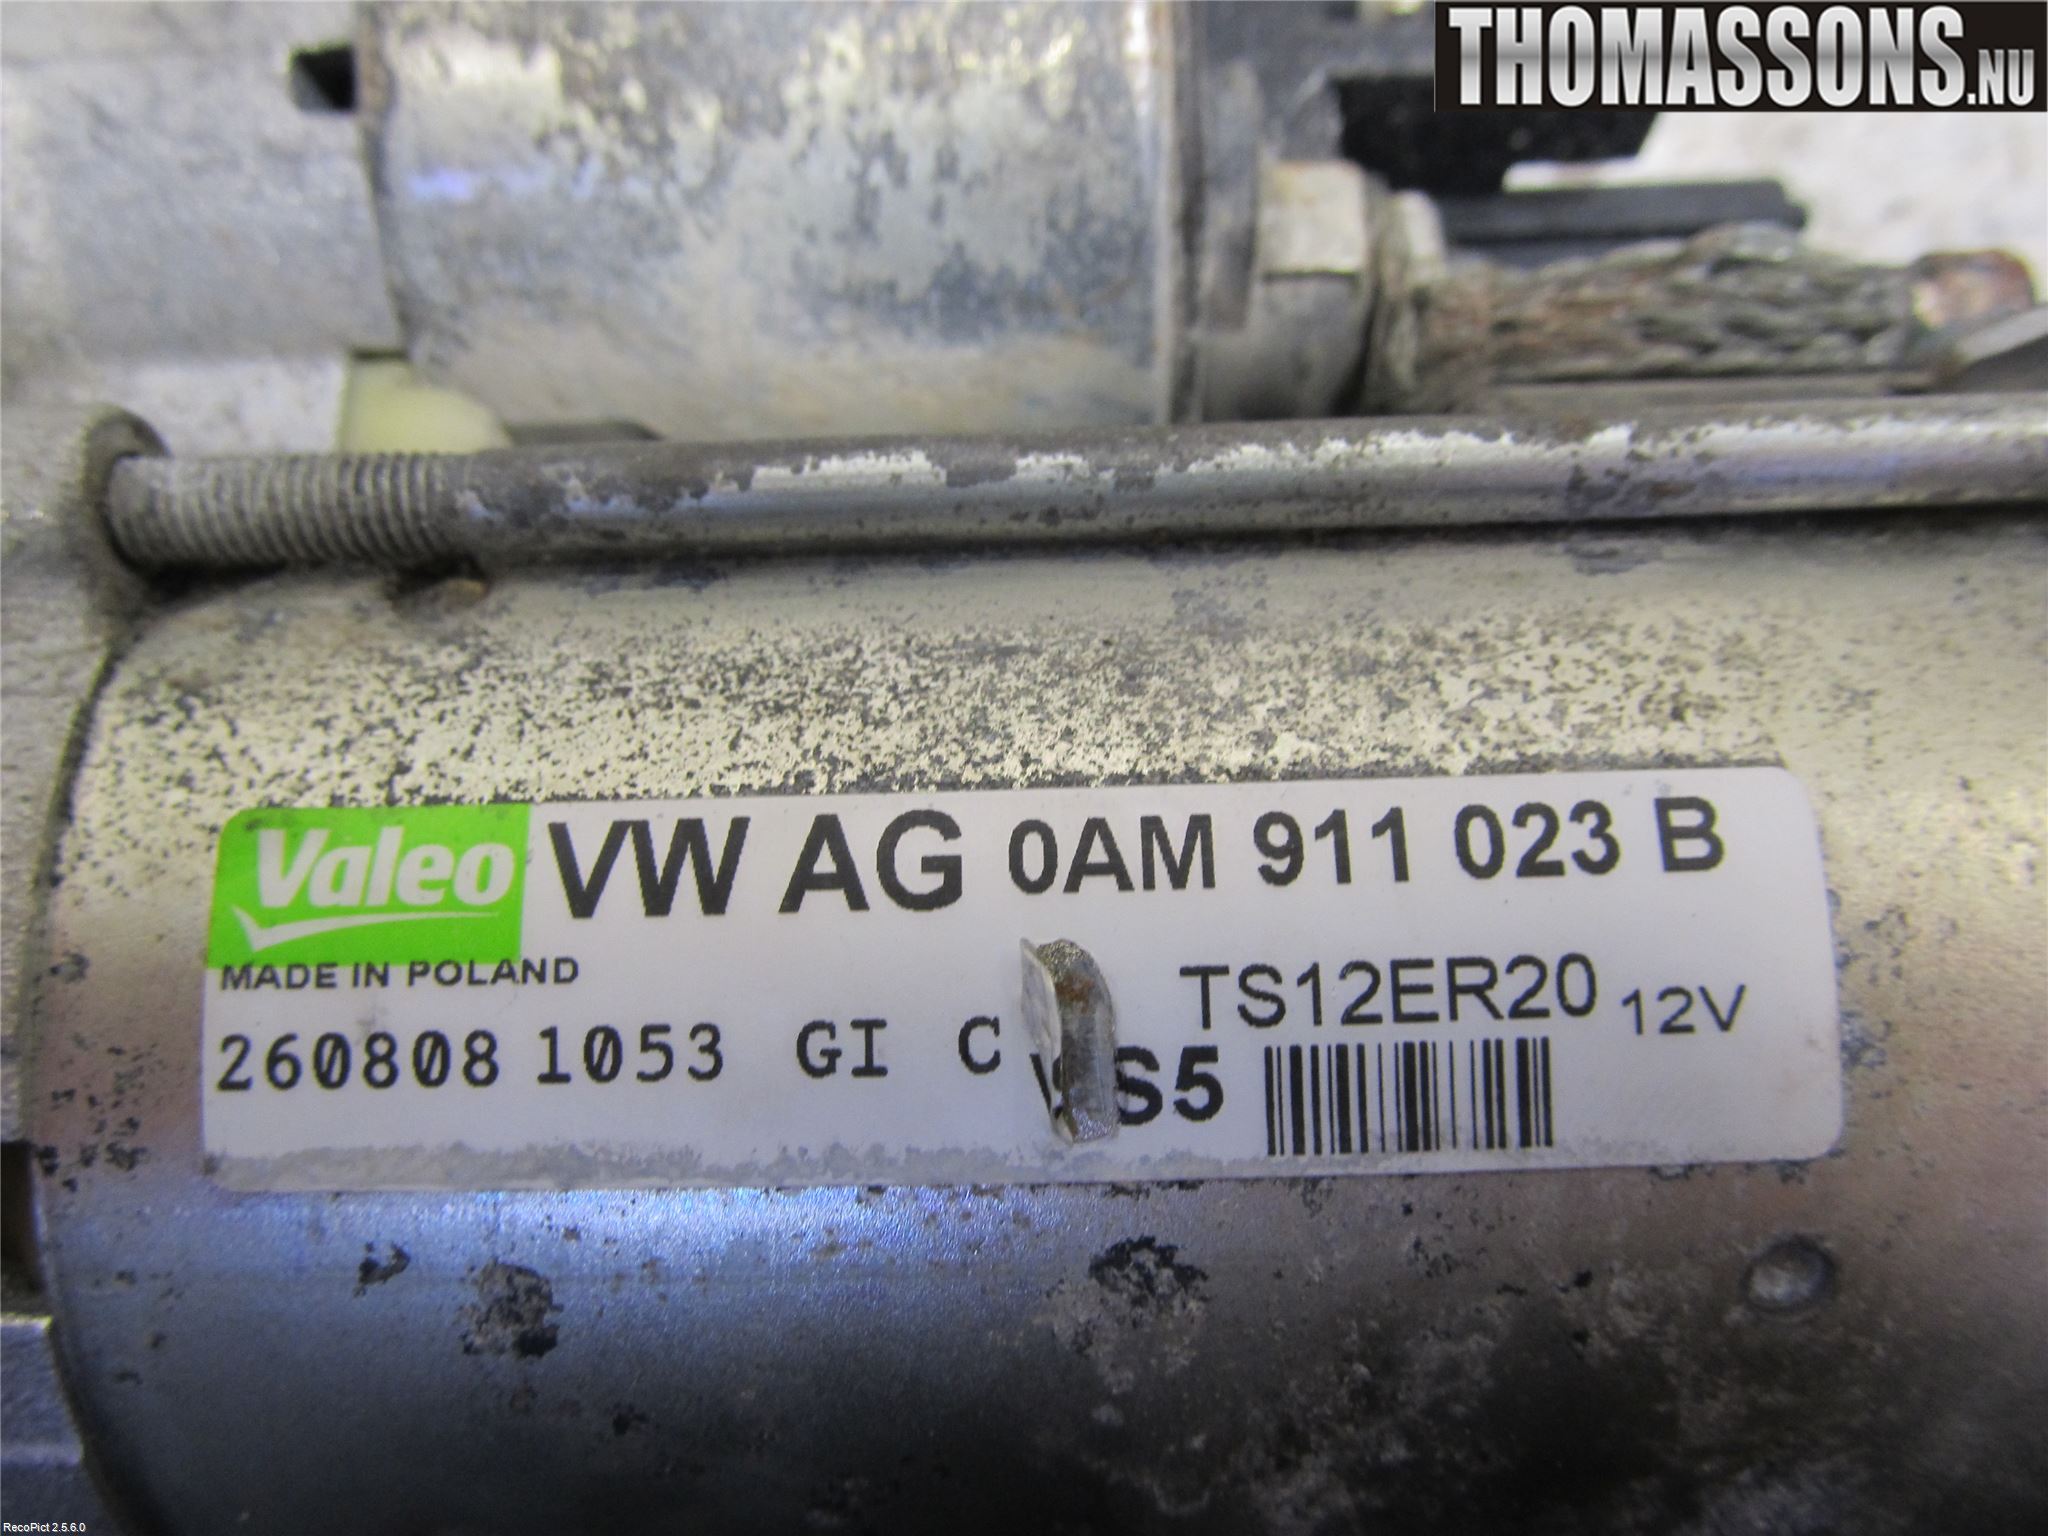 THOMASSONS.NU
Valeo VW AG 0AM 911 023 B
MADE IN POLAND
TS12ER20 12V
260808 1053 GI C
S5
RecoPict 2.5.6.0